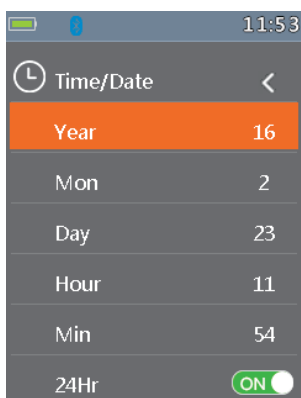 11:53
Time/Date <
Year 16
Mon 2
Day 23
Hour 11
Min 54
24Hr ON